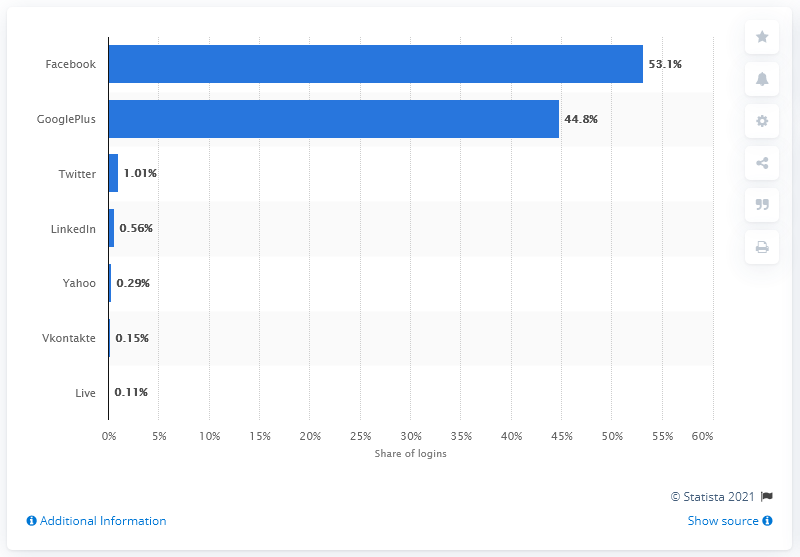 Facebook 53.1%
GooglePlus 44.8%
Twitter 1.01%
LinkedIn 0.56%
Yahoo 0.29%
Vkontakte 0.15%
Live 0.11%
0% 5% 10% 15% 20% 25% 30% 35% 40% 45% 50% 55% 60%
Share of logins
© Statista 2021
Additional Information Show source